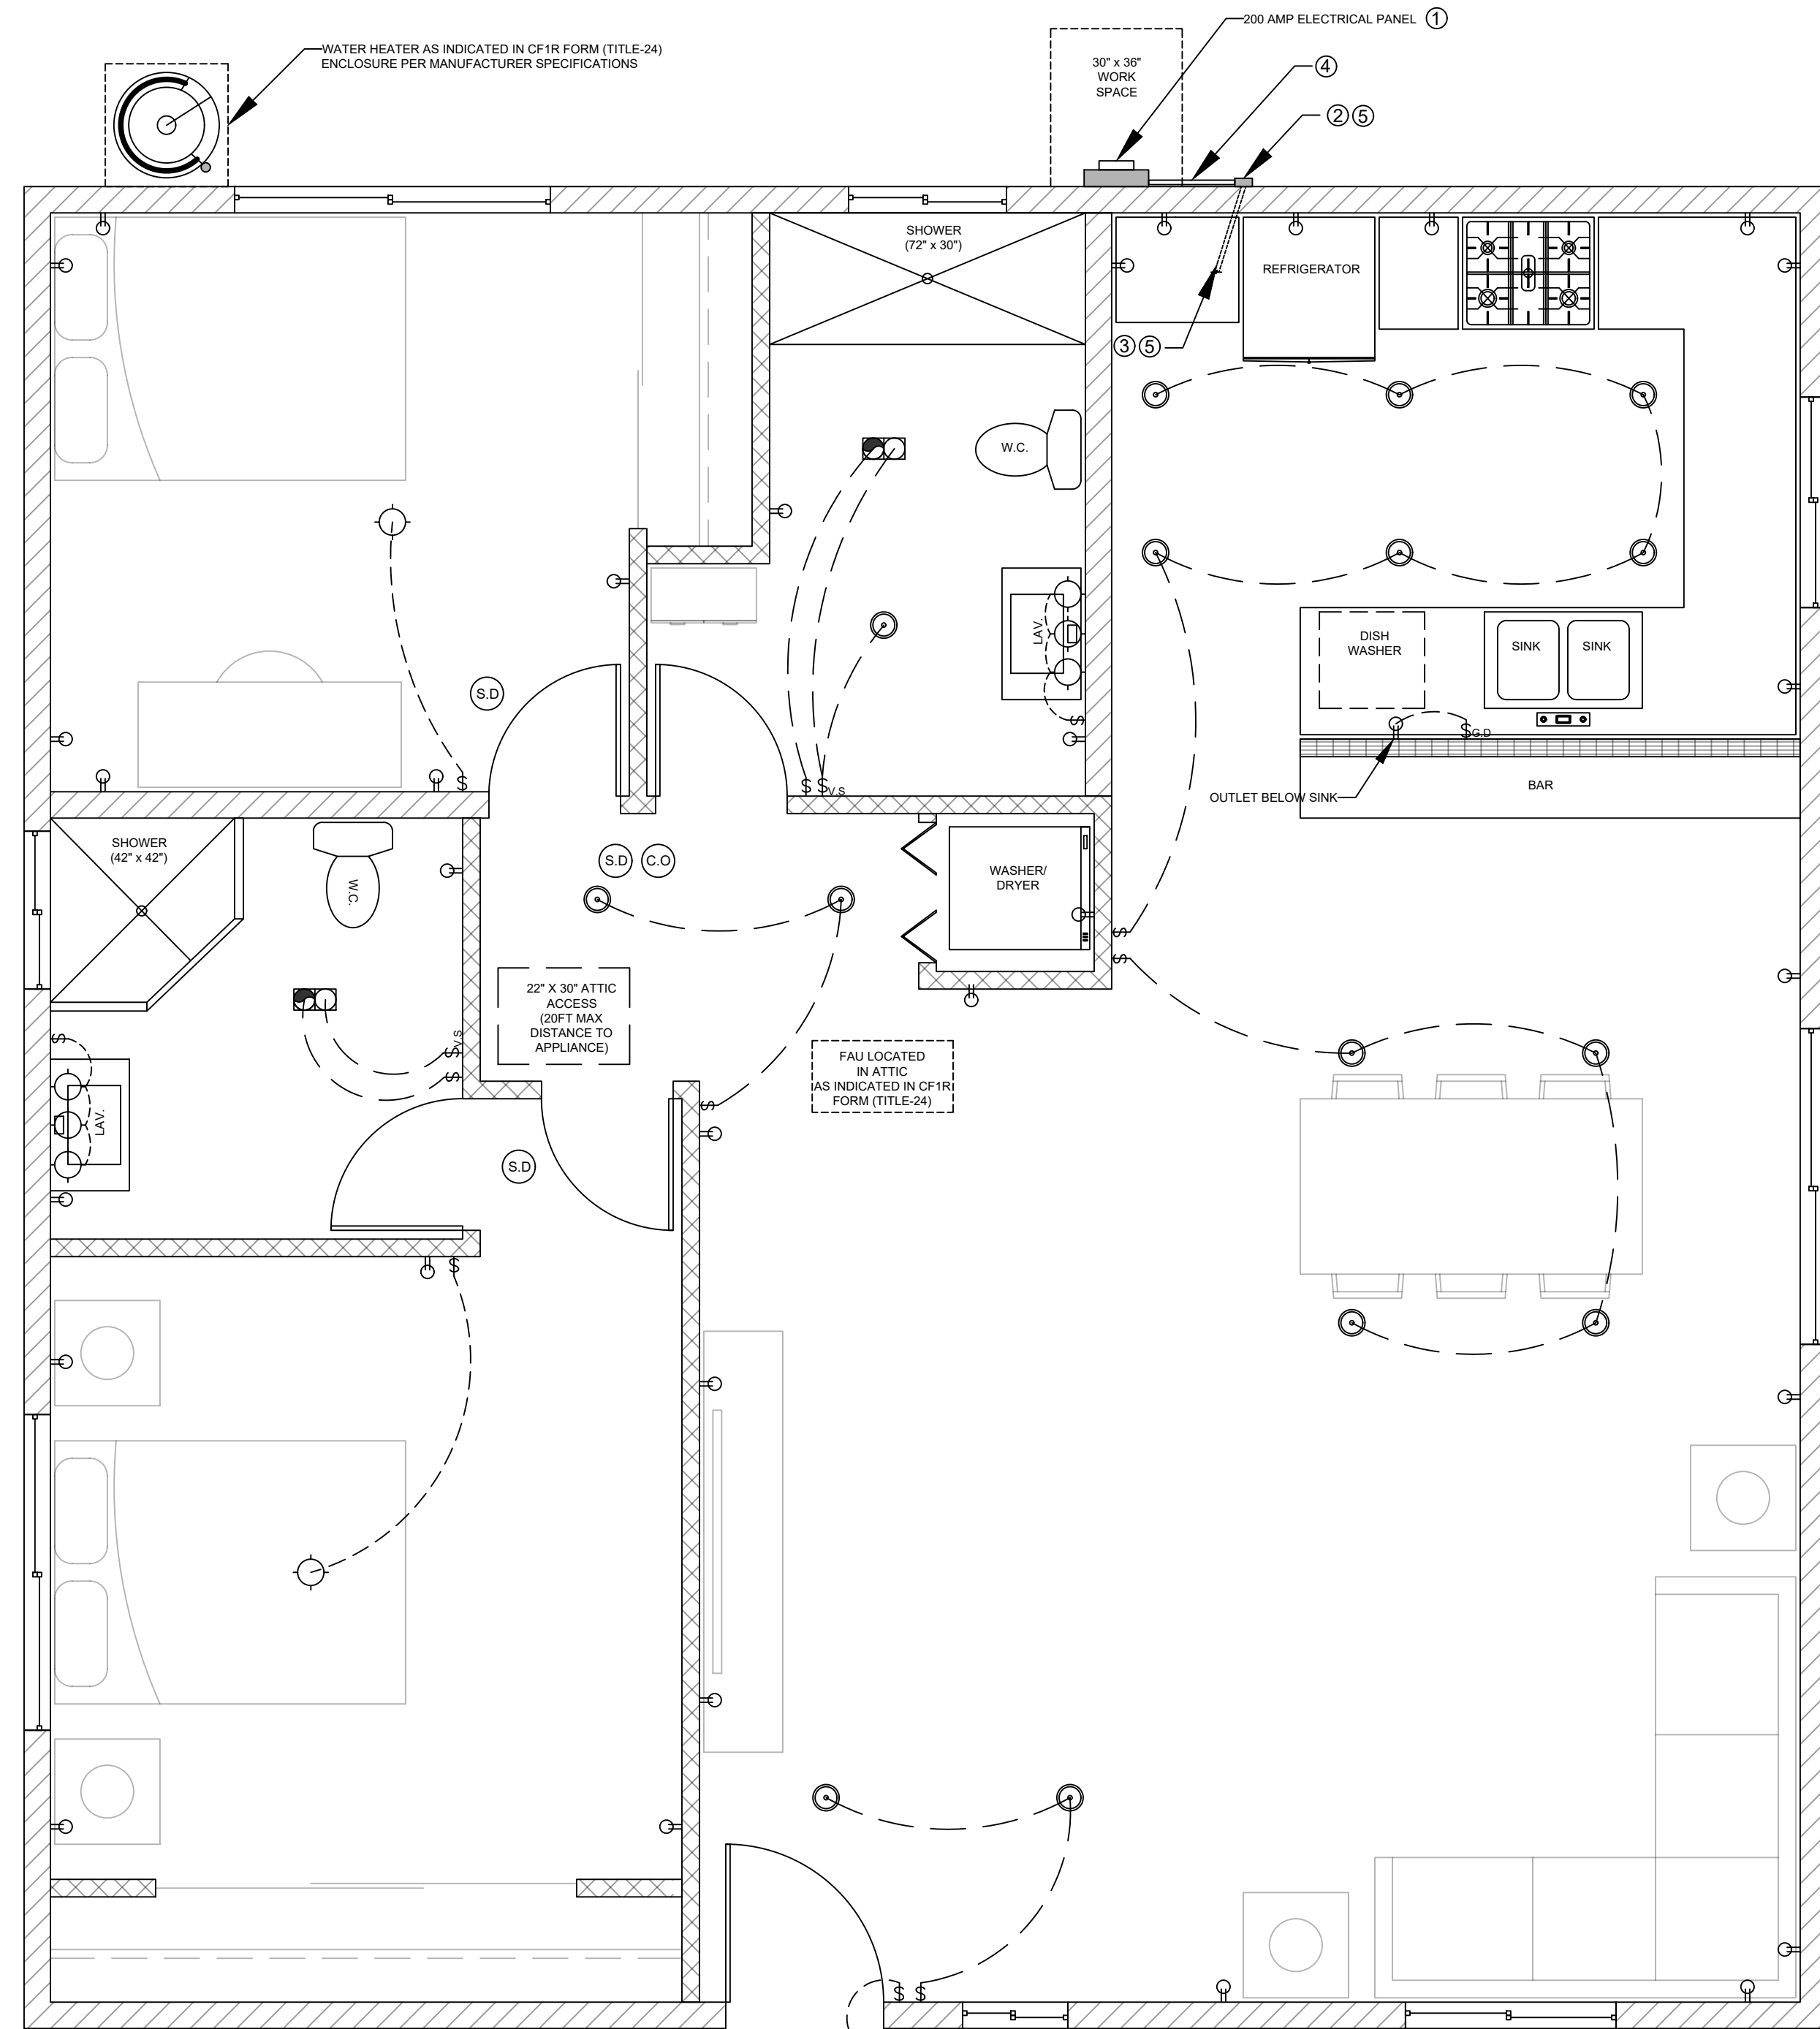 200 AMP ELECTRICAL PANEL 1
WATER HEATER AS INDICATED IN CF1R FORM (TITLE-24)
ENCLOSURE PER MANUFACTURER SPECIFICATIONS
30" x 36"
WORK
SPACE
4
2 5
SHOWER
(72" x 30")
REFRIGERATOR
3 5
W.C.
LAV.
DISH
WASHER
SINK
SINK
S.D
$
$
$
$ V.S
$ G.D
BAR
OUTLET BELOW SINK
SHOWER
(42" x 42")
W.C.
S.D
C.O
WASHER/
DRYER
$
$
22" X 30" ATTIC
ACCESS
(20FT MAX
DISTANCE TO
APPLIANCE)
$
V.S
$
$
FAU LOCATED
IN ATTIC
AS INDICATED IN CF1R
FORM (TITLE-24)
LAV.
$
S.D
$
$
$